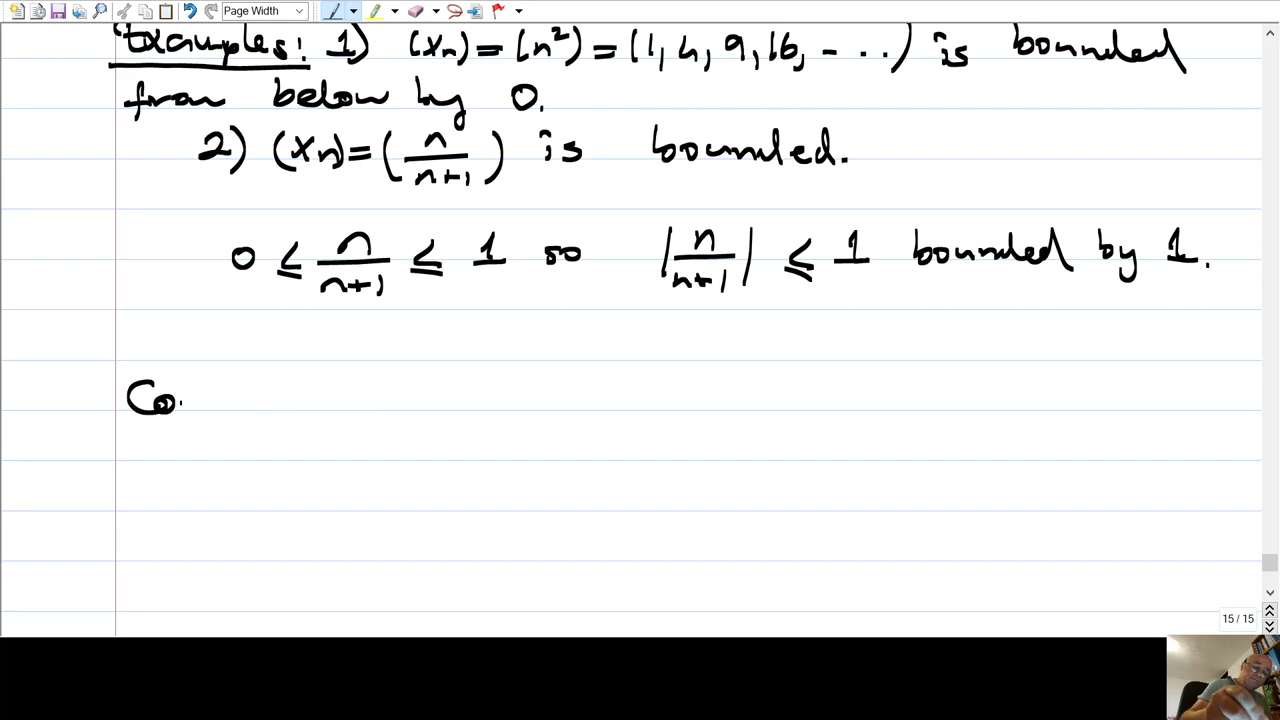 Page Width
Examples: 1) (xn) = (n²) = (1, 4, 9, 16, - ...) is bounded
from below by 0.
2) (xn) = (n/n+1) is bounded.
0 ≤ n/n+1 ≤ 1 so |n/n+1| ≤ 1 bounded by 1.
Co.
15 / 15